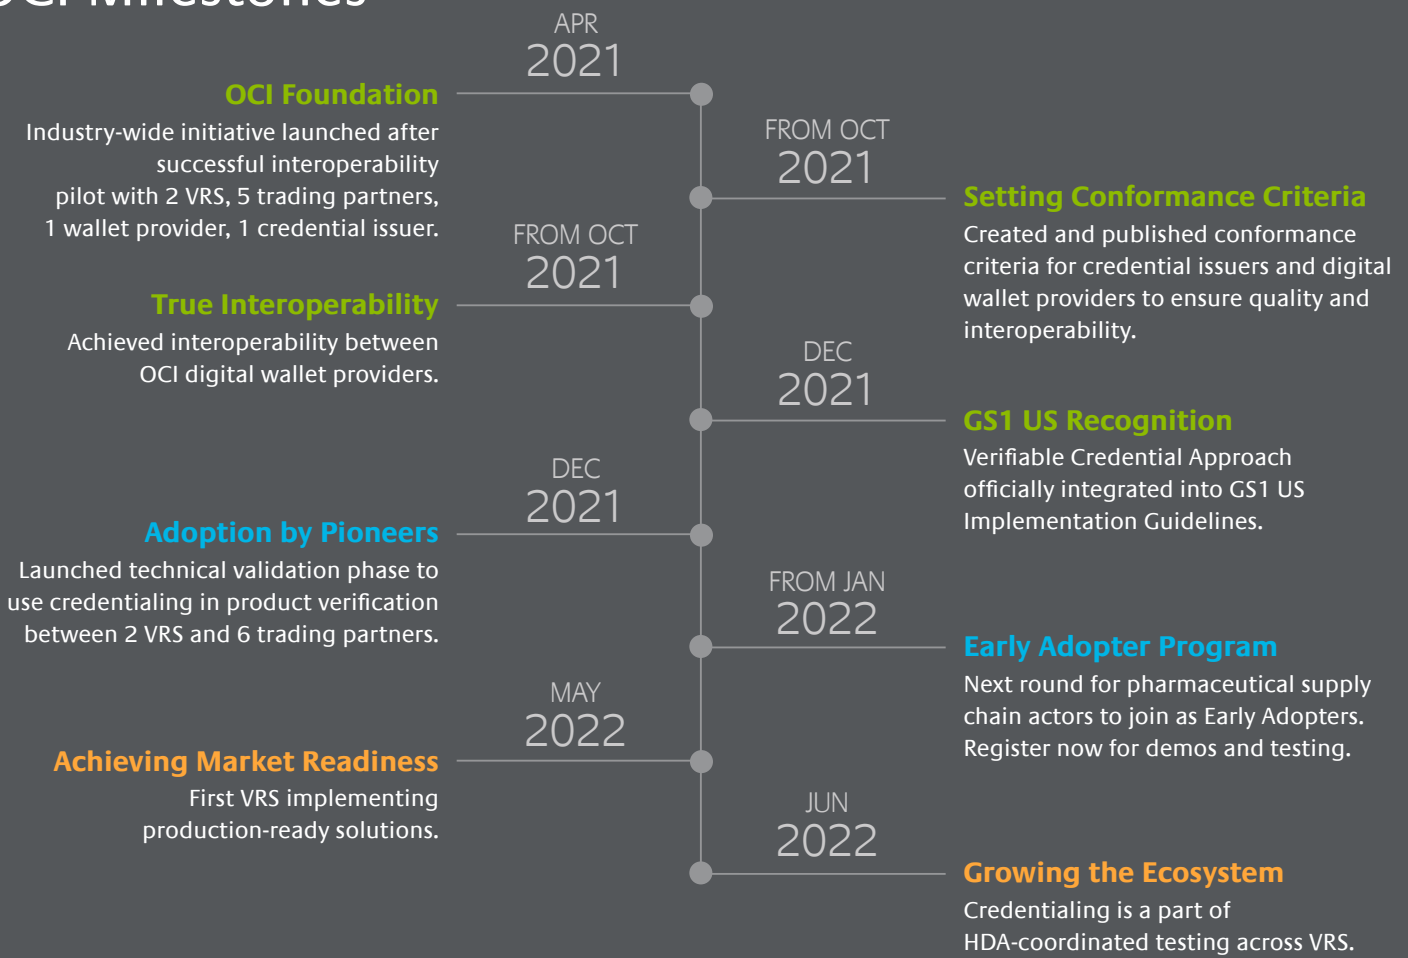 OCI Milestones
APR
2021
OCI Foundation
Industry-wide initiative launched after
successful interoperability
pilot with 2 VRS, 5 trading partners,
1 wallet provider, 1 credential issuer.
FROM OCT
2021
Setting Conformance Criteria
Created and published conformance
criteria for credential issuers and digital
wallet providers to ensure quality and
interoperability.
FROM OCT
2021
True Interoperability
Achieved interoperability between
OCI digital wallet providers.
DEC
2021
GS1 US Recognition
Verifiable Credential Approach
officially integrated into GS1 US
Implementation Guidelines.
DEC
2021
Adoption by Pioneers
Launched technical validation phase to
use credentialing in product verification
between 2 VRS and 6 trading partners.
FROM JAN
2022
Early Adopter Program
Next round for pharmaceutical supply
chain actors to join as Early Adopters.
Register now for demos and testing.
MAY
2022
Achieving Market Readiness
First VRS implementing
production-ready solutions.
JUN
2022
Growing the Ecosystem
Credentialing is a part of
HDA-coordinated testing across VRS.